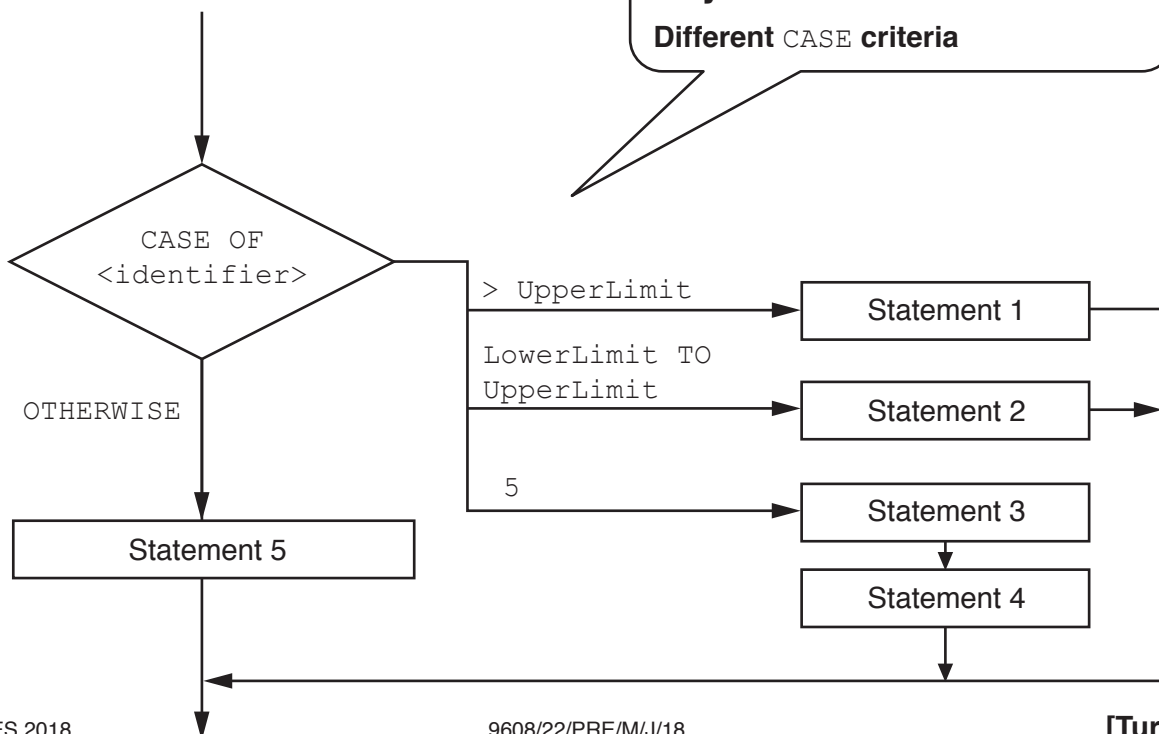 Different CASE criteria
CASE OF
<identifier>
> UpperLimit
Statement 1
LowerLimit TO
UpperLimit
Statement 2
OTHERWISE
5
Statement 3
Statement 5
Statement 4
2018
9608/22/PRE/M/J/18